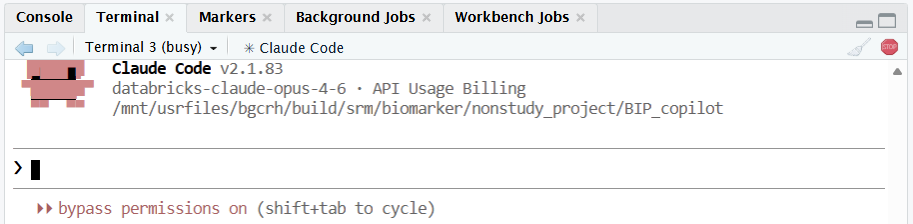 Console Terminal Markers Background Jobs Workbench Jobs
Terminal 3 (busy) Claude Code
STOP
Claude Code v2.1.83
databricks-claude-opus-4-6 · API Usage Billing
/mnt/usrfiles/bgcrh/build/srm/biomarker/nonstudy_project/BIP_copilot
❯
bypass permissions on (shift+tab to cycle)